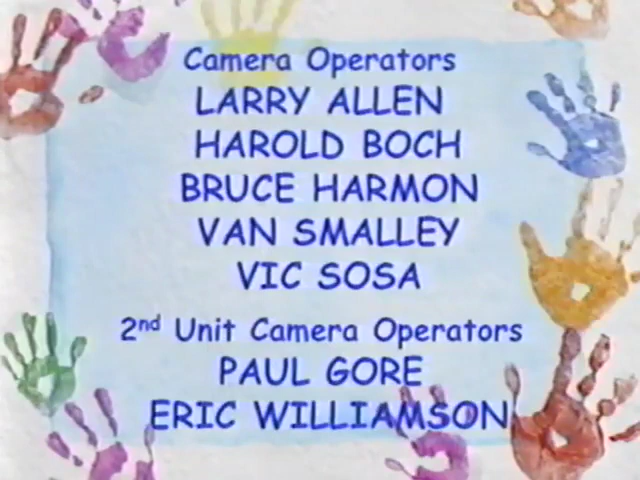 Camera Operators
LARRY ALLEN
HAROLD BOCH
BRUCE HARMON
VAN SMALLEY
VIC SOSA
2nd Unit Camera Operators
PAUL GORE
ERIC WILLIAMSON